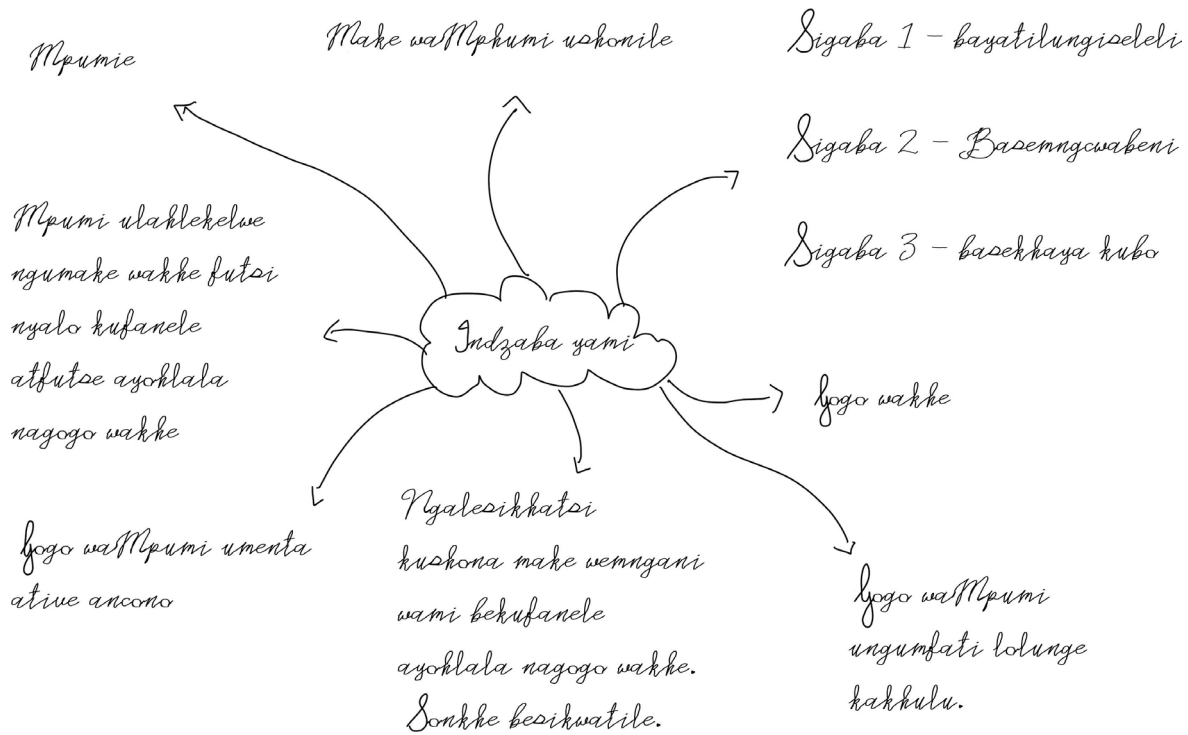 Mpumie
Make waMphumi ushonile
Sigaba 1 - bayatilungiseleli
Sigaba 2 - Basemngcwabeni
Sigaba 3 - basekhaya kubo
Mpumi ulahlekelwe
ngumake wakhe futsi
nyalo kufanele
atfutse ayohlala
nagogo wakhe
Indzaba yami
Gogo wakhe
Gogo waMpumi umenta
ative ancono
Ngalesikhatsi
kushona make wemngani
wami bekufanele
ayohlala nagogo wakhe.
Sonkhe besikwatile.
Gogo waMpumi
ungumfati lolunge
kakhulu.